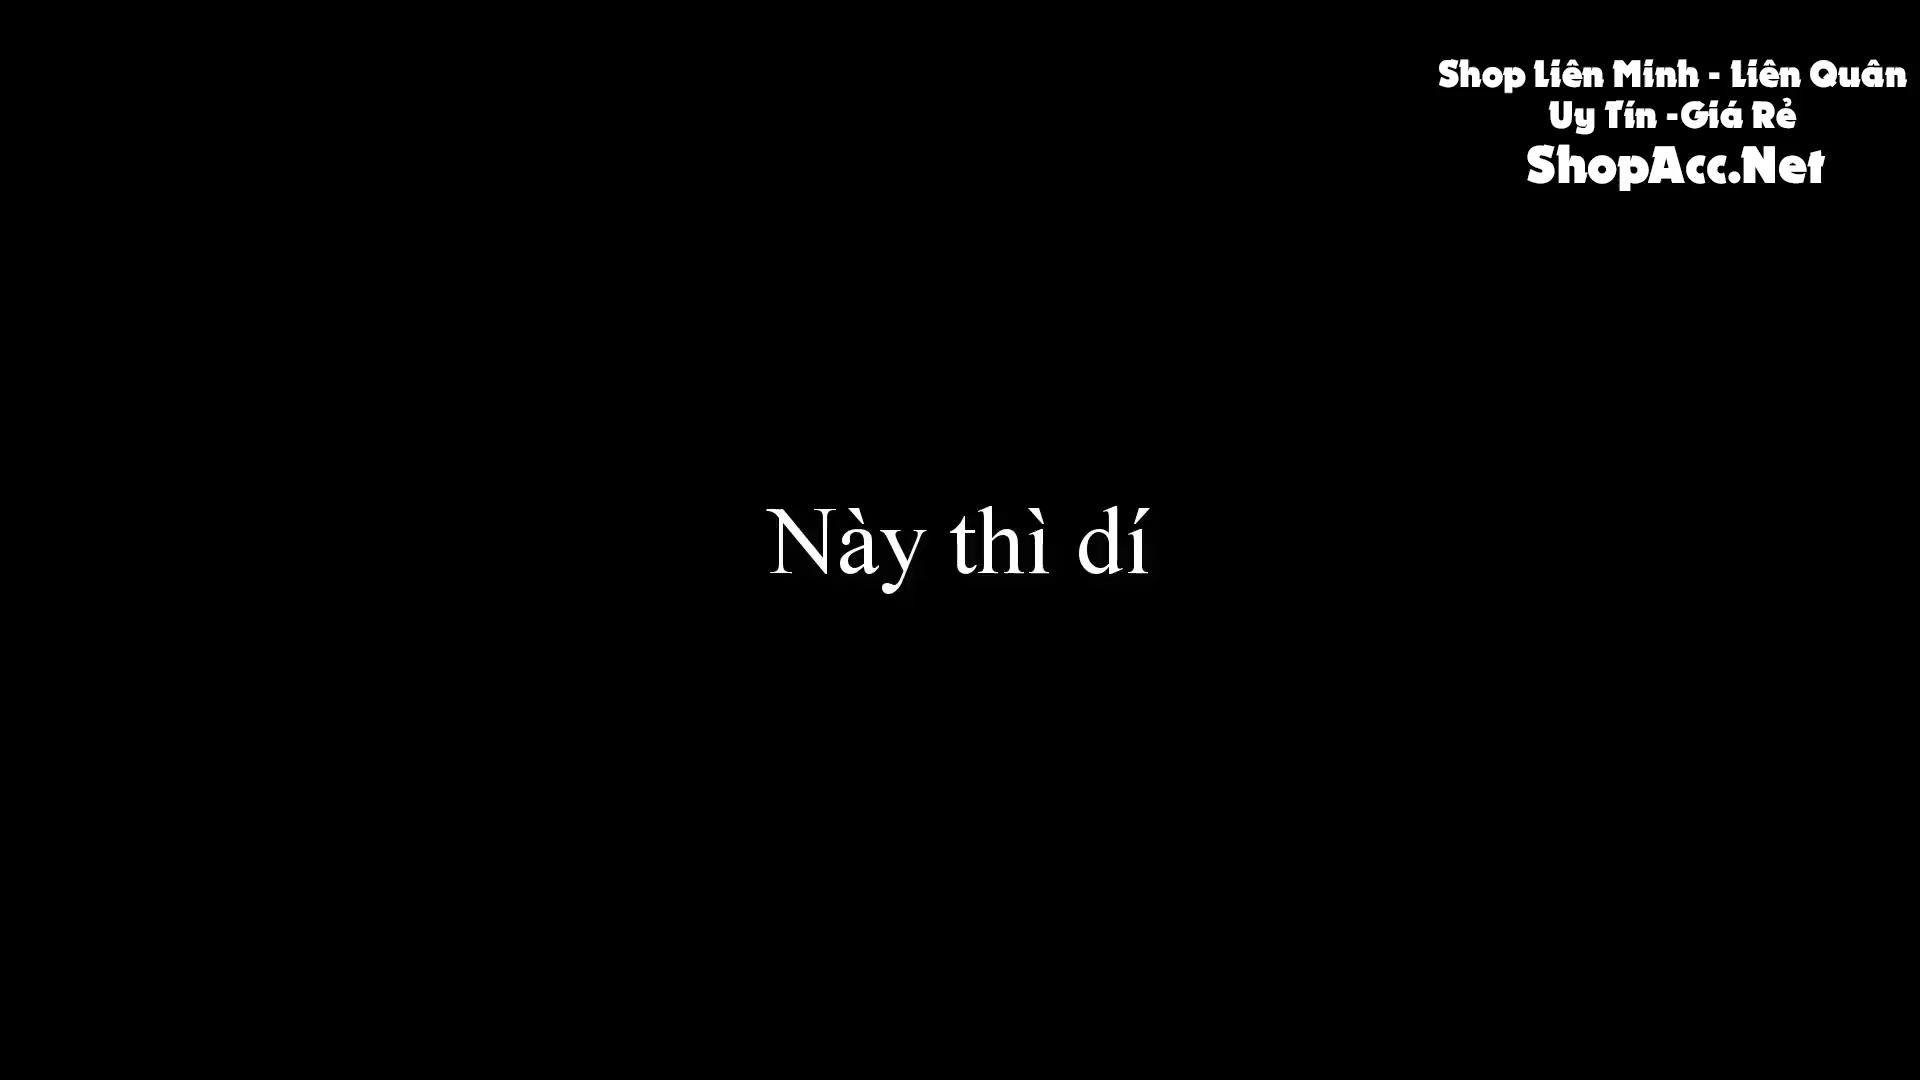 Shop Liên Minh - Liên Quân
Uy Tín -Giá Rẻ
ShopAcc.Net
Này thì dí